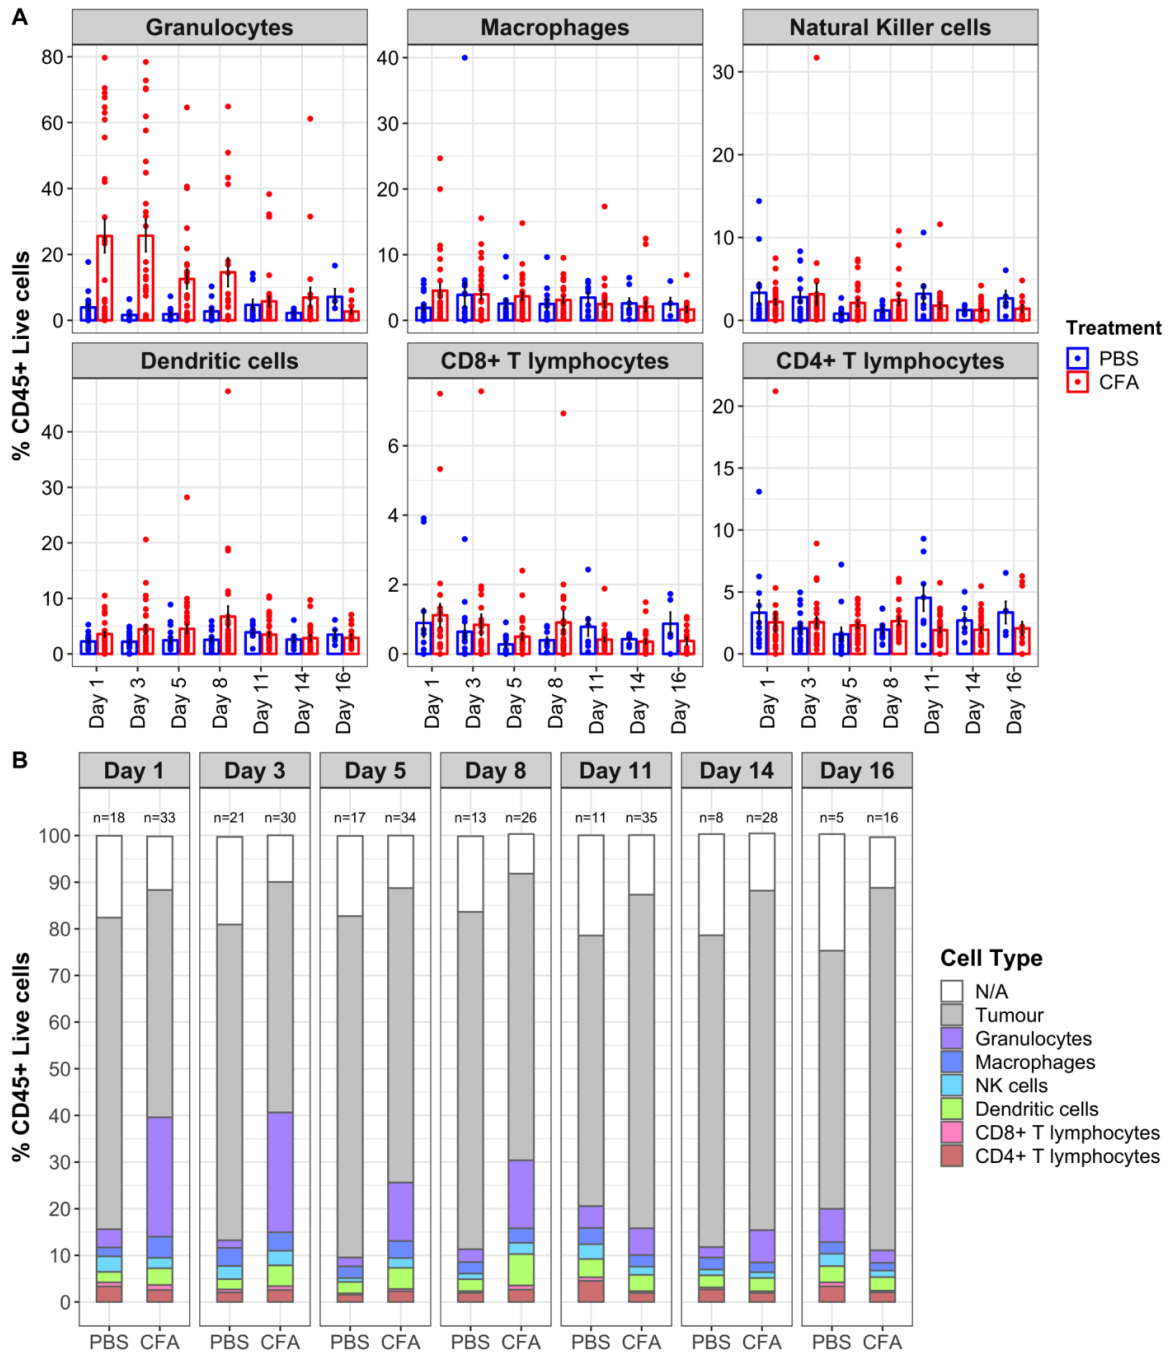 A
Granulocytes
Macrophages
Natural Killer cells
80
60
40
20
0
40
30
20
10
0
30
20
10
0
% CD45+ Live cells
Dendritic cells
CD8+ T lymphocytes
CD4+ T lymphocytes
40
30
20
10
0
6
4
2
0
20
15
10
5
0
Day 1
Day 3
Day 5
Day 8
Day 11
Day 14
Day 16
Day 1
Day 3
Day 5
Day 8
Day 11
Day 14
Day 16
Day 1
Day 3
Day 5
Day 8
Day 11
Day 14
Day 16
Treatment
PBS
CFA
B
Day 1
Day 3
Day 5
Day 8
Day 11
Day 14
Day 16
n=18 n=33
n=21 n=30
n=17 n=34
n=13 n=26
n=11 n=35
n=8 n=28
n=5 n=16
100
90
80
70
60
50
40
30
20
10
0
% CD45+ Live cells
PBS CFA
PBS CFA
PBS CFA
PBS CFA
PBS CFA
PBS CFA
PBS CFA
Cell Type
N/A
Tumour
Granulocytes
Macrophages
NK cells
Dendritic cells
CD8+ T lymphocytes
CD4+ T lymphocytes